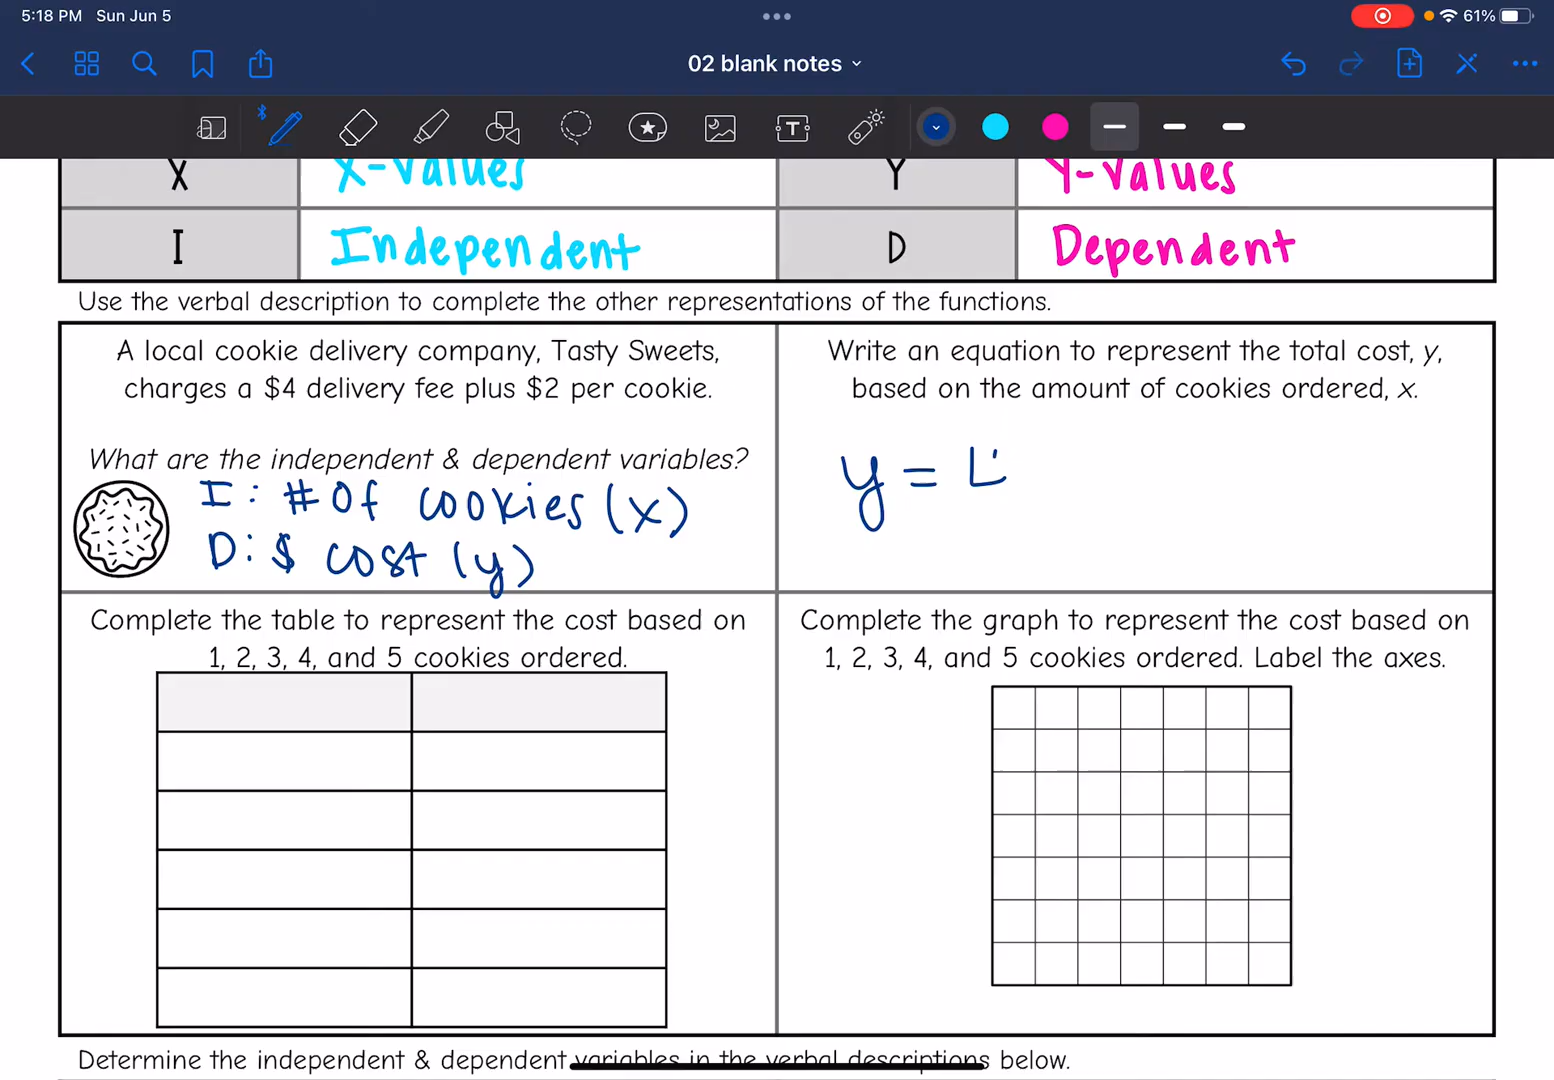 5:18 PM Sun Jun 5
61%
02 blank notes
T
X X-Values Y Y-Values
I Independent D Dependent
Use the verbal description to complete the other representations of the functions.
A local cookie delivery company, Tasty Sweets,
charges a $4 delivery fee plus $2 per cookie.
What are the independent & dependent variables?
I: # Of cookies (x)
D: $ cost (y)
Write an equation to represent the total cost, y,
based on the amount of cookies ordered, x.
y =
Complete the table to represent the cost based on
1, 2, 3, 4, and 5 cookies ordered.
Complete the graph to represent the cost based on
1, 2, 3, 4, and 5 cookies ordered. Label the axes.
Determine the independent & dependent variables in the verbal descriptions below.